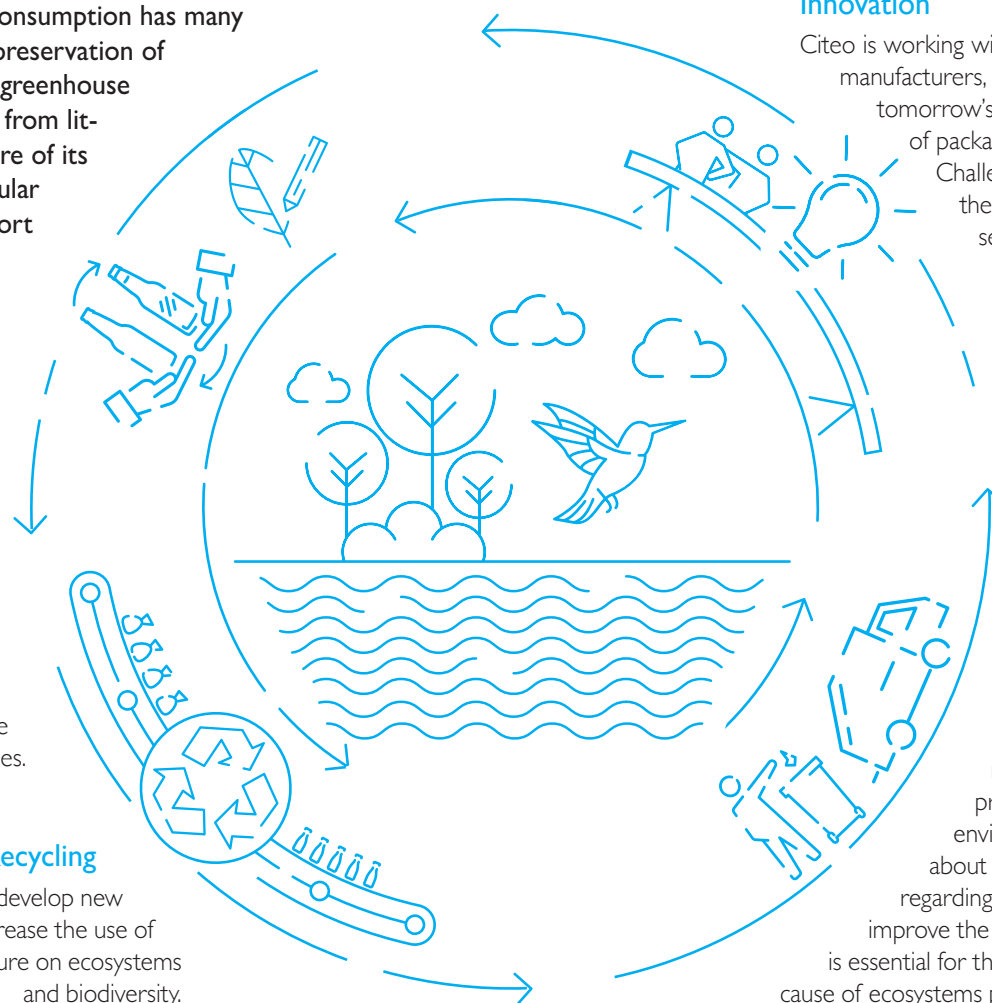 onsumption has many
preservation of
greenhouse
from lit-
re of its
ular
ort
Innovation
Citeo is working wi
manufacturers,
tomorrow's
of packa
Challe
the
se
e
es.
Recycling
develop new
rease the use of
ure on ecosystems
and biodiversity.
pr
envi
about
regarding
improve the
is essential for th
cause of ecosystems